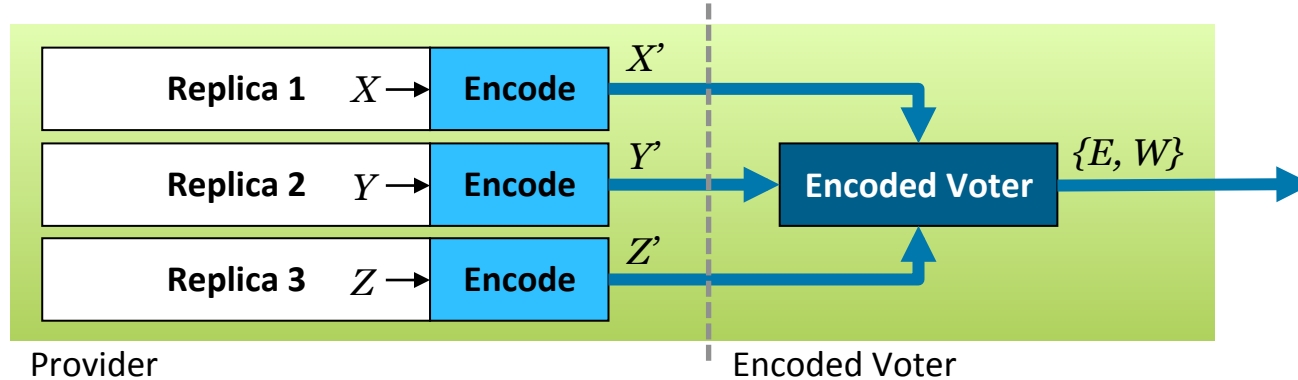 X’
Replica 1 X Encode
Y’
{E, W}
Replica 2 Y Encode
Encoded Voter
Z’
Replica 3 Z Encode
Provider
Encoded Voter